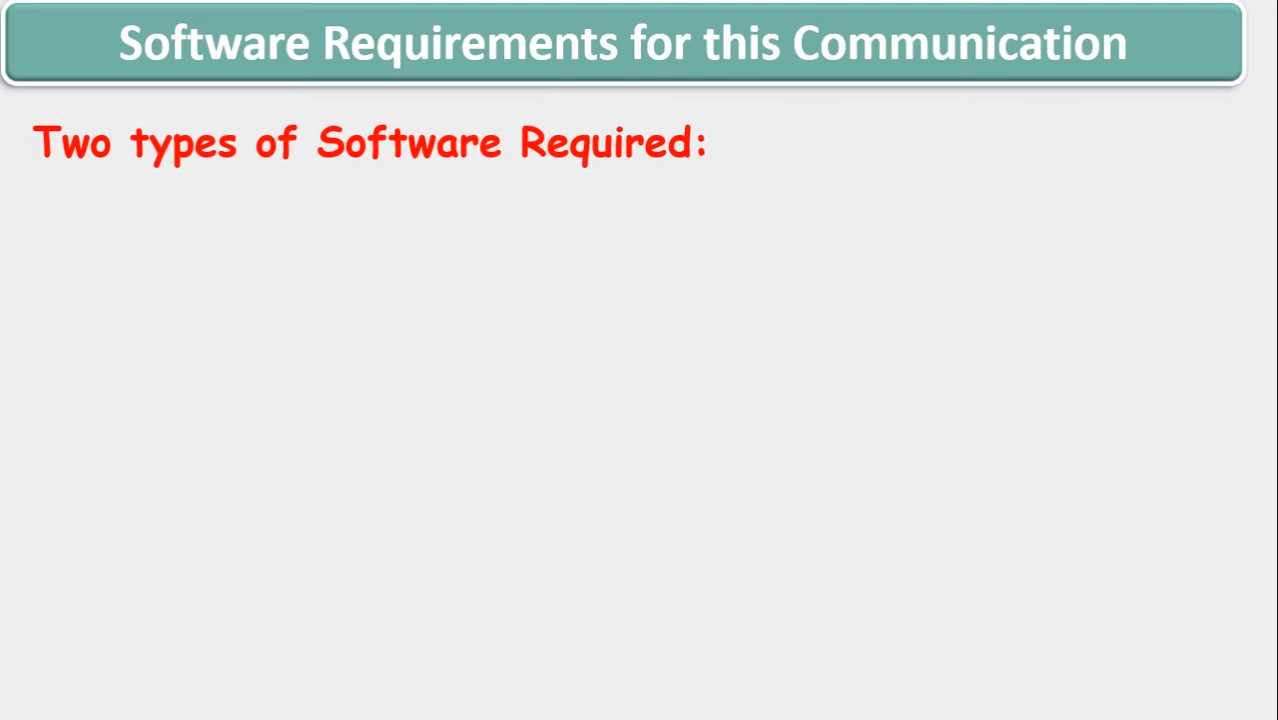 Software Requirements for this Communication
Two types of Software Required: